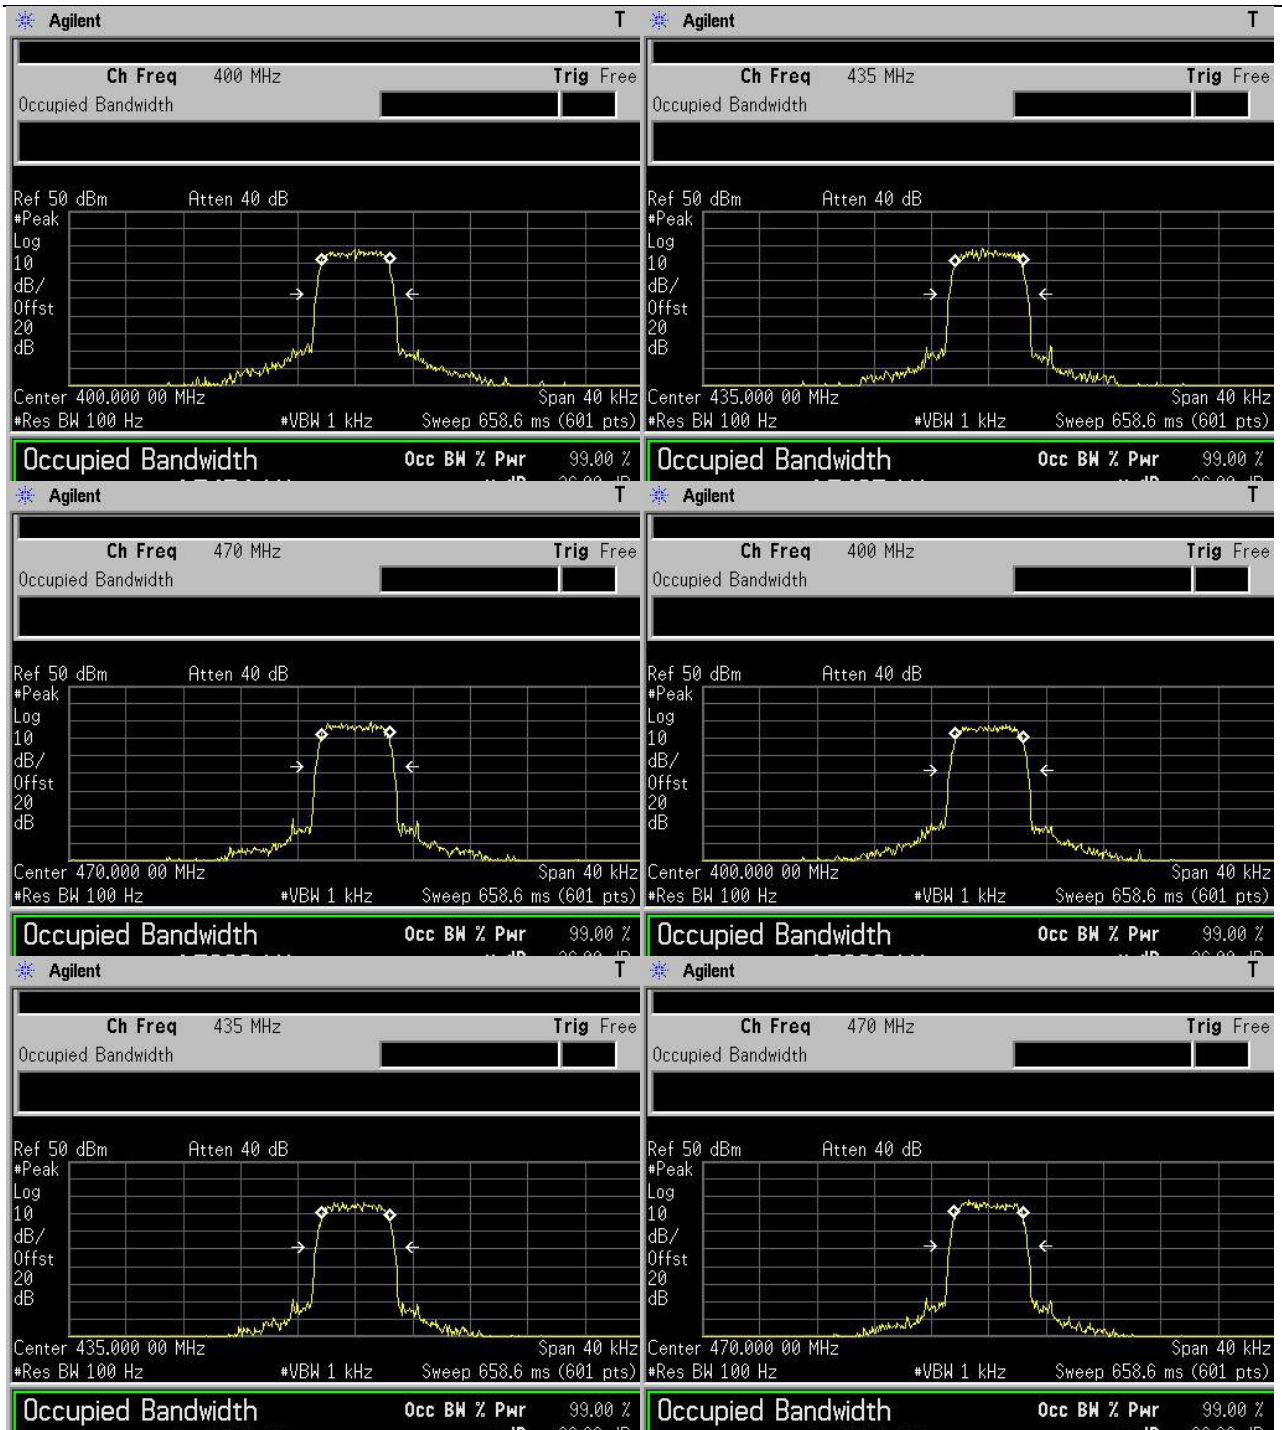 Agilent T
Ch Freq 400 MHz Trig Free
Occupied Bandwidth
Ref 50 dBm Atten 40 dB
#Peak
Log
10
dB/
Offst
20
dB
Center 400.000 00 MHz Span 40 kHz
#Res BW 100 Hz #VBW 1 kHz Sweep 658.6 ms (601 pts)
Occupied Bandwidth Occ BW % Pwr 99.00 %
Agilent T
Ch Freq 435 MHz Trig Free
Occupied Bandwidth
Ref 50 dBm Atten 40 dB
#Peak
Log
10
dB/
Offst
20
dB
Center 435.000 00 MHz Span 40 kHz
#Res BW 100 Hz #VBW 1 kHz Sweep 658.6 ms (601 pts)
Occupied Bandwidth Occ BW % Pwr 99.00 %
Agilent T
Ch Freq 470 MHz Trig Free
Occupied Bandwidth
Ref 50 dBm Atten 40 dB
#Peak
Log
10
dB/
Offst
20
dB
Center 470.000 00 MHz Span 40 kHz
#Res BW 100 Hz #VBW 1 kHz Sweep 658.6 ms (601 pts)
Occupied Bandwidth Occ BW % Pwr 99.00 %
Agilent T
Ch Freq 400 MHz Trig Free
Occupied Bandwidth
Ref 50 dBm Atten 40 dB
#Peak
Log
10
dB/
Offst
20
dB
Center 400.000 00 MHz Span 40 kHz
#Res BW 100 Hz #VBW 1 kHz Sweep 658.6 ms (601 pts)
Occupied Bandwidth Occ BW % Pwr 99.00 %
Agilent T
Ch Freq 435 MHz Trig Free
Occupied Bandwidth
Ref 50 dBm Atten 40 dB
#Peak
Log
10
dB/
Offst
20
dB
Center 435.000 00 MHz Span 40 kHz
#Res BW 100 Hz #VBW 1 kHz Sweep 658.6 ms (601 pts)
Occupied Bandwidth Occ BW % Pwr 99.00 %
Agilent T
Ch Freq 470 MHz Trig Free
Occupied Bandwidth
Ref 50 dBm Atten 40 dB
#Peak
Log
10
dB/
Offst
20
dB
Center 470.000 00 MHz Span 40 kHz
#Res BW 100 Hz #VBW 1 kHz Sweep 658.6 ms (601 pts)
Occupied Bandwidth Occ BW % Pwr 99.00 %